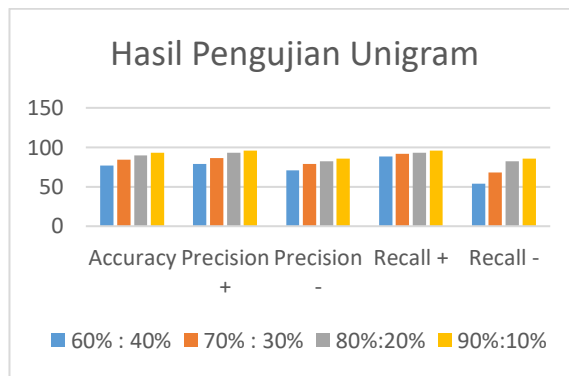 Hasil Pengujian Unigram
150
100
50
0
Accuracy Precision + Precision - Recall + Recall -
60% : 40% 70% : 30% 80%:20% 90%:10%